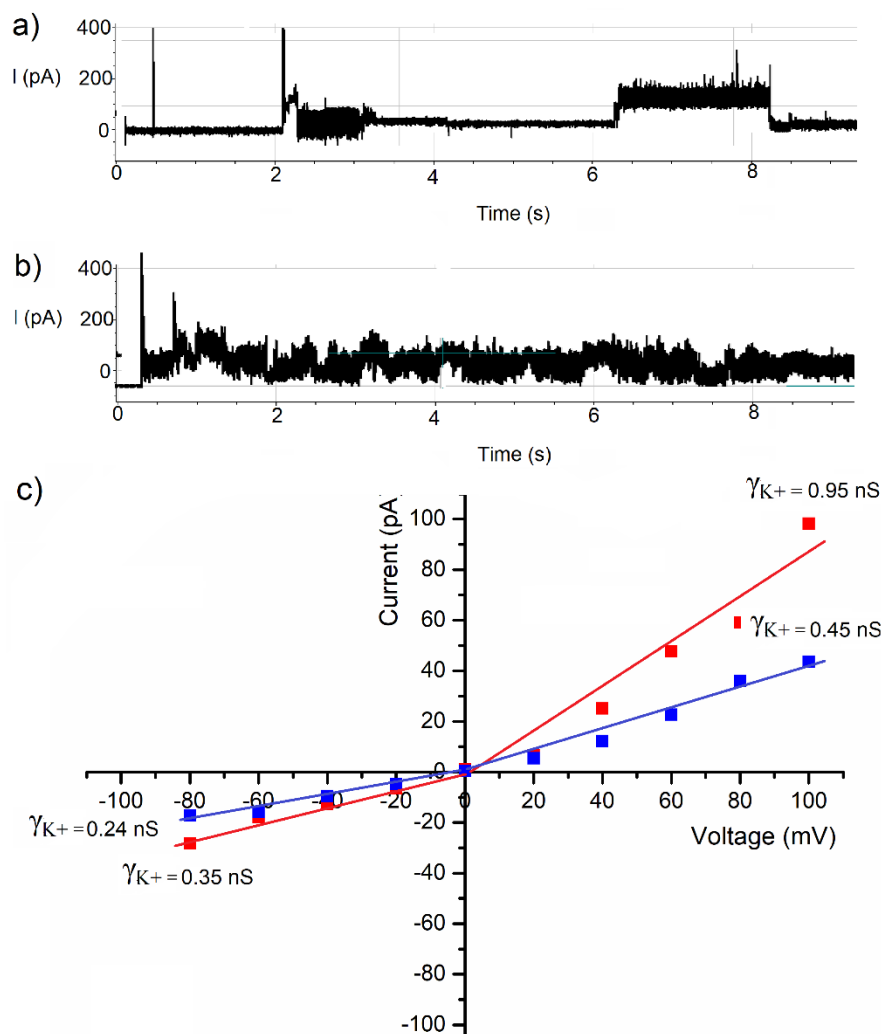 a)
400
200
0
I (pA)
0 2 4 6 8
Time (s)
b)
400
200
0
I (pA)
0 2 4 6 8
Time (s)
c)
γK+ = 0.95 nS
Current (pA)
100
80
60
γK+ = 0.45 nS
40
20
0
-100 -80 -60 -40 -20 0 20 40 60 80 100
-20
Voltage (mV)
γK+ = 0.24 nS
γK+ = 0.35 nS
-40
-60
-80
-100